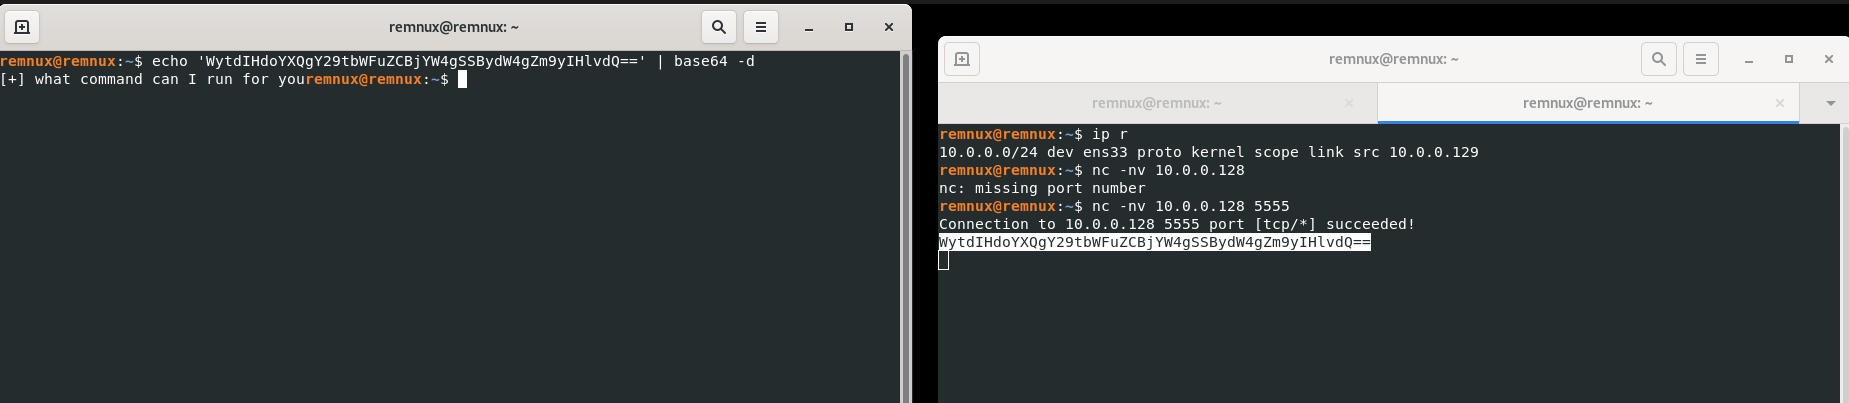 remnux@remnux: ~
remnux@remnux:~$ echo 'WytdIHdoYXQgY29tbWFuZCBjYW4gSSBydW4gZm9yIHlvdQ==' | base64 -d
[+] what command can I run for youremnux@remnux:~$
remnux@remnux: ~
remnux@remnux: ~
remnux@remnux: ~
remnux@remnux:~$ ip r
10.0.0.0/24 dev ens33 proto kernel scope link src 10.0.0.129
remnux@remnux:~$ nc -nv 10.0.0.128
nc: missing port number
remnux@remnux:~$ nc -nv 10.0.0.128 5555
Connection to 10.0.0.128 5555 port [tcp/*] succeeded!
WytdIHdoYXQgY29tbWFuZCBjYW4gSSBydW4gZm9yIHlvdQ==